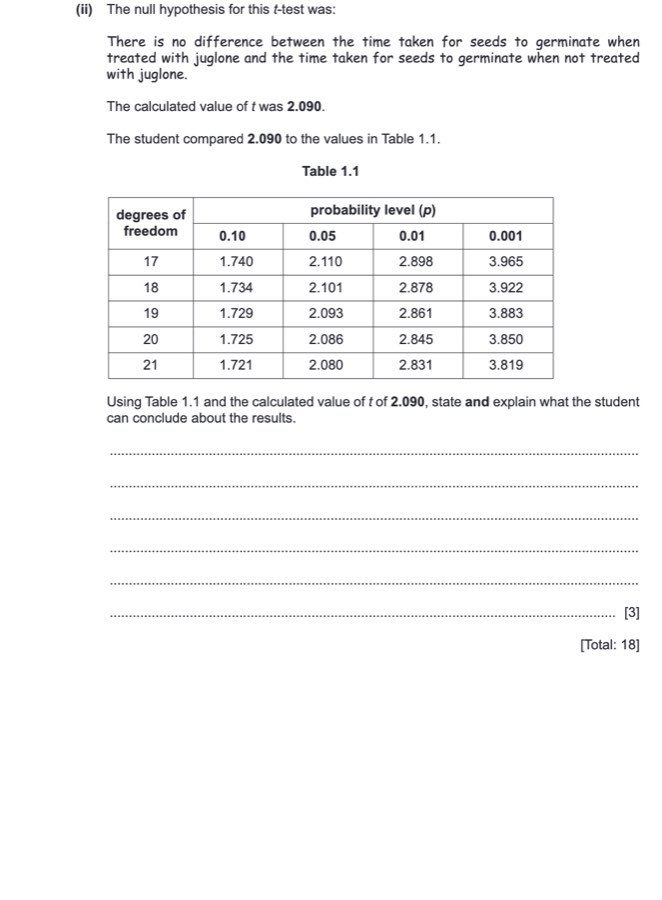 (ii) The null hypothesis for this t-test was:
There is no difference between the time taken for seeds to germinate when
treated with juglone and the time taken for seeds to germinate when not treated
with juglone.
The calculated value of t was 2.090.
The student compared 2.090 to the values in Table 1.1.
Table 1.1
degrees of freedom probability level (p)
0.10 0.05 0.01 0.001
17 1.740 2.110 2.898 3.965
18 1.734 2.101 2.878 3.922
19 1.729 2.093 2.861 3.883
20 1.725 2.086 2.845 3.850
21 1.721 2.080 2.831 3.819
Using Table 1.1 and the calculated value of t of 2.090, state and explain what the student
can conclude about the results.
[3]
[Total: 18]